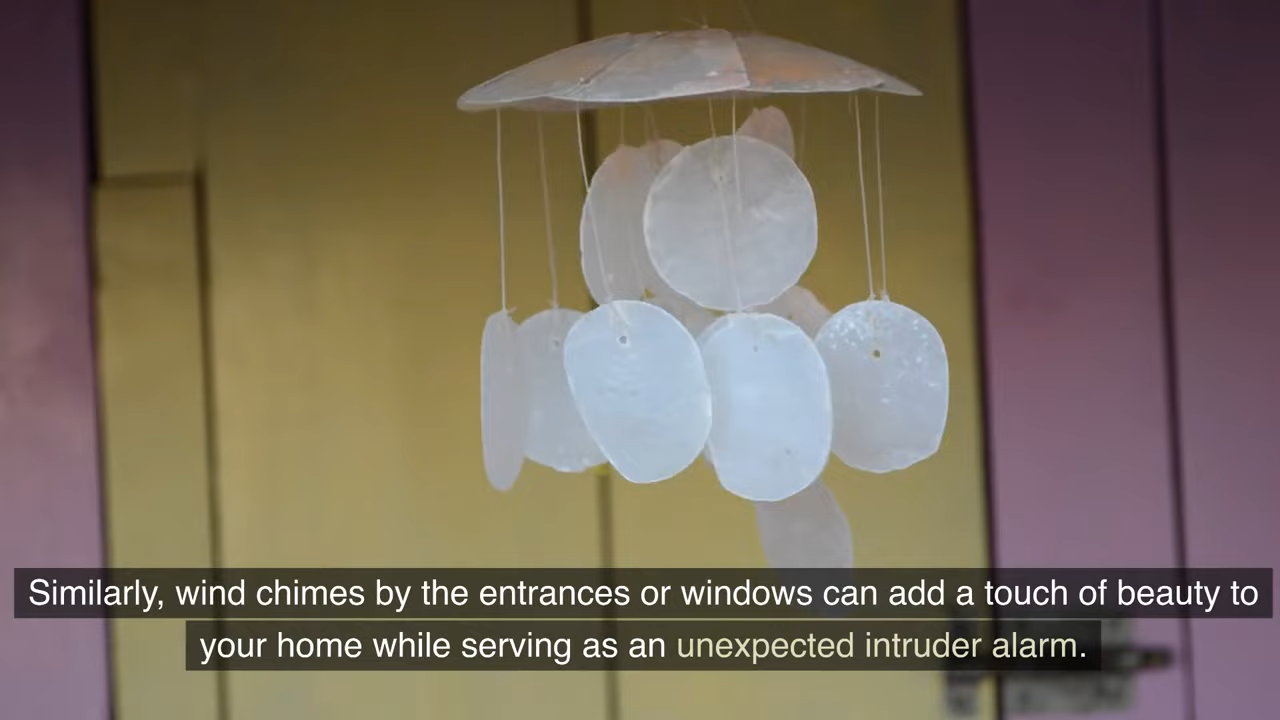 Similarly, wind chimes by the entrances or windows can add a touch of beauty to
your home while serving as an unexpected intruder alarm.